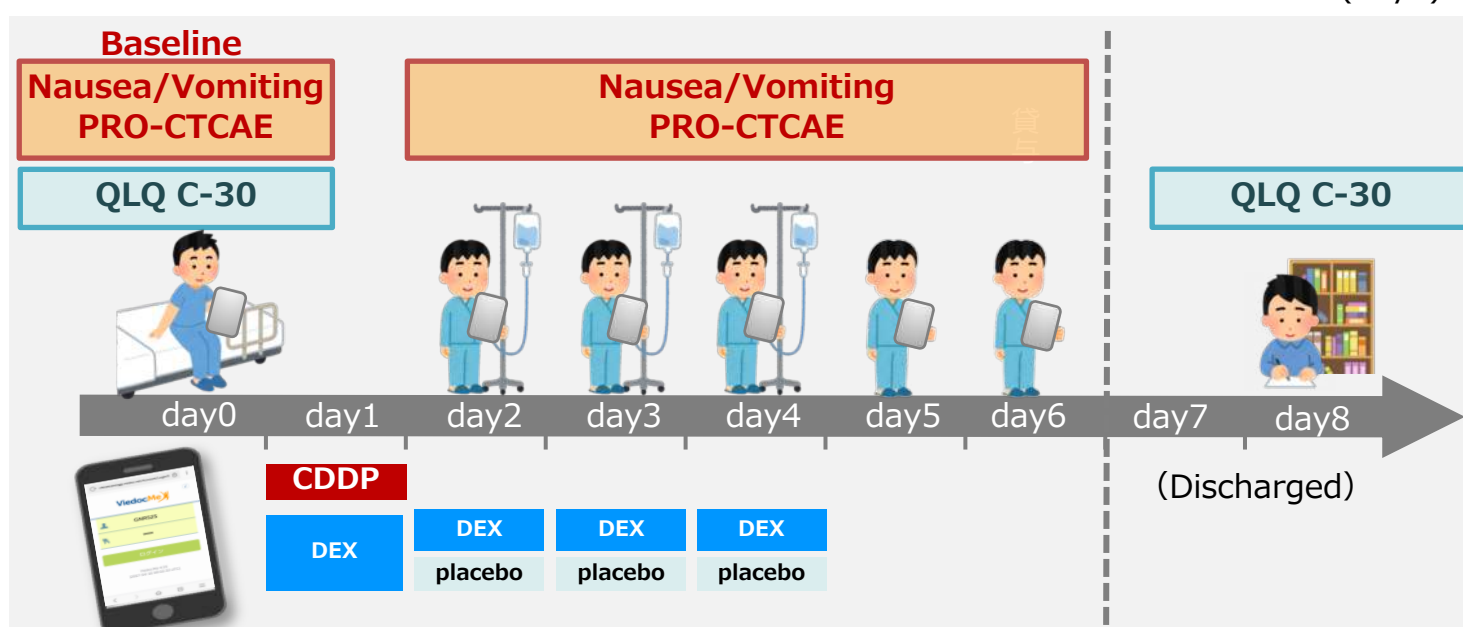 Baseline
Nausea/Vomiting
PRO-CTCAE
Nausea/Vomiting
PRO-CTCAE
QLQ C-30
QLQ C-30
day0 day1 day2 day3 day4 day5 day6 day7 day8
CDDP
(Discharged)
DEX
DEX DEX DEX
placebo placebo placebo
ViedocMe